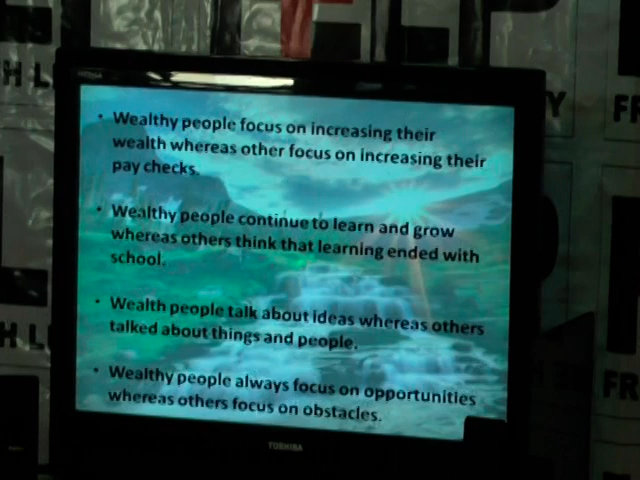 • Wealthy people focus on increasing their
wealth whereas other focus on increasing their
pay checks.
• Wealthy people continue to learn and grow
whereas others think that learning ended with
school.
• Wealth people talk about ideas whereas others
talked about things and people.
• Wealthy people always focus on opportunities
whereas others focus on obstacles.
TOSHIBA